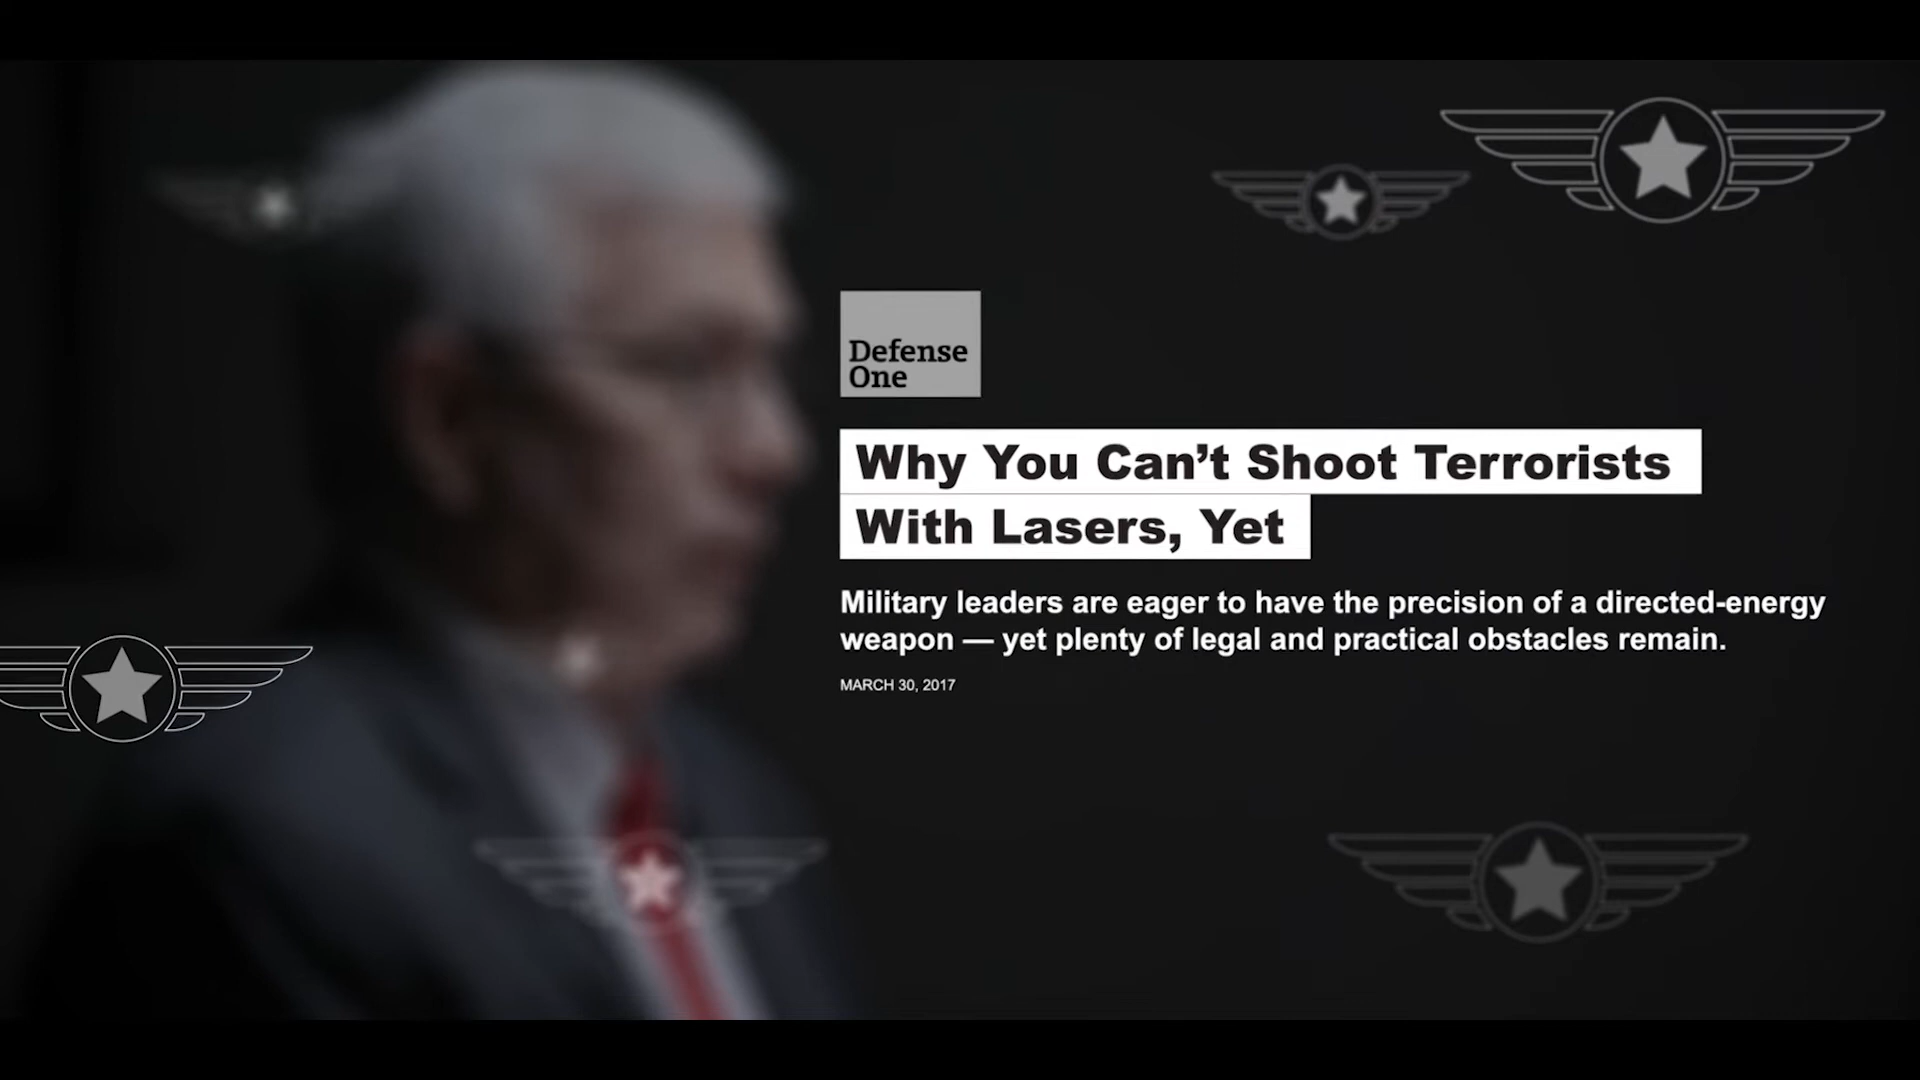 Defense
One
Why You Can’t Shoot Terrorists
With Lasers, Yet
Military leaders are eager to have the precision of a directed-energy
weapon — yet plenty of legal and practical obstacles remain.
MARCH 30, 2017